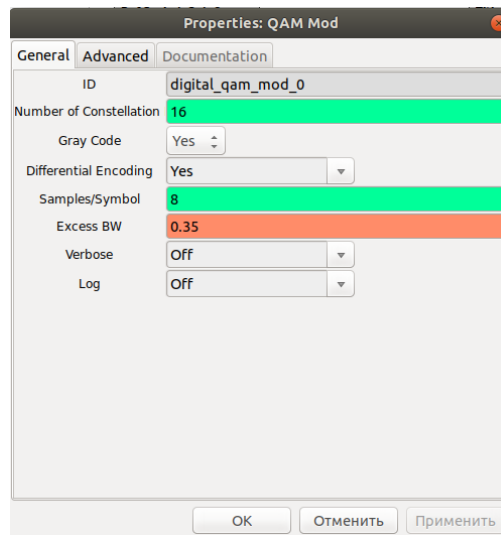 Properties: QAM Mod
General Advanced Documentation
ID digital_qam_mod_0
Number of Constellation 16
Gray Code Yes
Differential Encoding Yes
Samples/Symbol 8
Excess BW 0.35
Verbose Off
Log Off
OK Отменить Применить